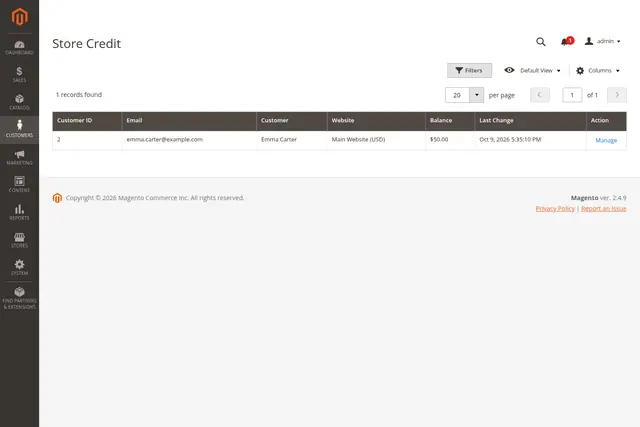 Store Credit
1
admin
Filters
Default View
Columns
1 records found
20
per page
1
of 1
Customer ID
Email
Customer
Website
Balance
Last Change
Action
2
emma.carter@example.com
Emma Carter
Main Website (USD)
$50.00
Oct 9, 2026 5:35:10 PM
Manage
DASHBOARD
SALES
CATALOG
CUSTOMERS
MARKETING
CONTENT
REPORTS
STORES
SYSTEM
FIND PARTNERS
& EXTENSIONS
Copyright © 2026 Magento Commerce Inc. All rights reserved.
Magento ver. 2.4.9
Privacy Policy | Report an Issue